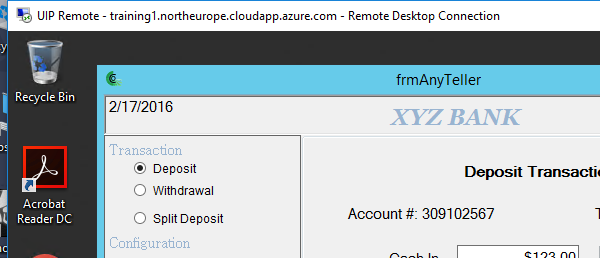 UIP Remote - training1.northeurope.cloudapp.azure.com - Remote Desktop Connection
Recycle Bin
frmAnyTeller
2/17/2016
XYZ BANK
Transaction
Deposit
Withdrawal
Split Deposit
Configuration
Acrobat
Reader DC
Deposit
Account #: 309102567
Cash In
$123.00